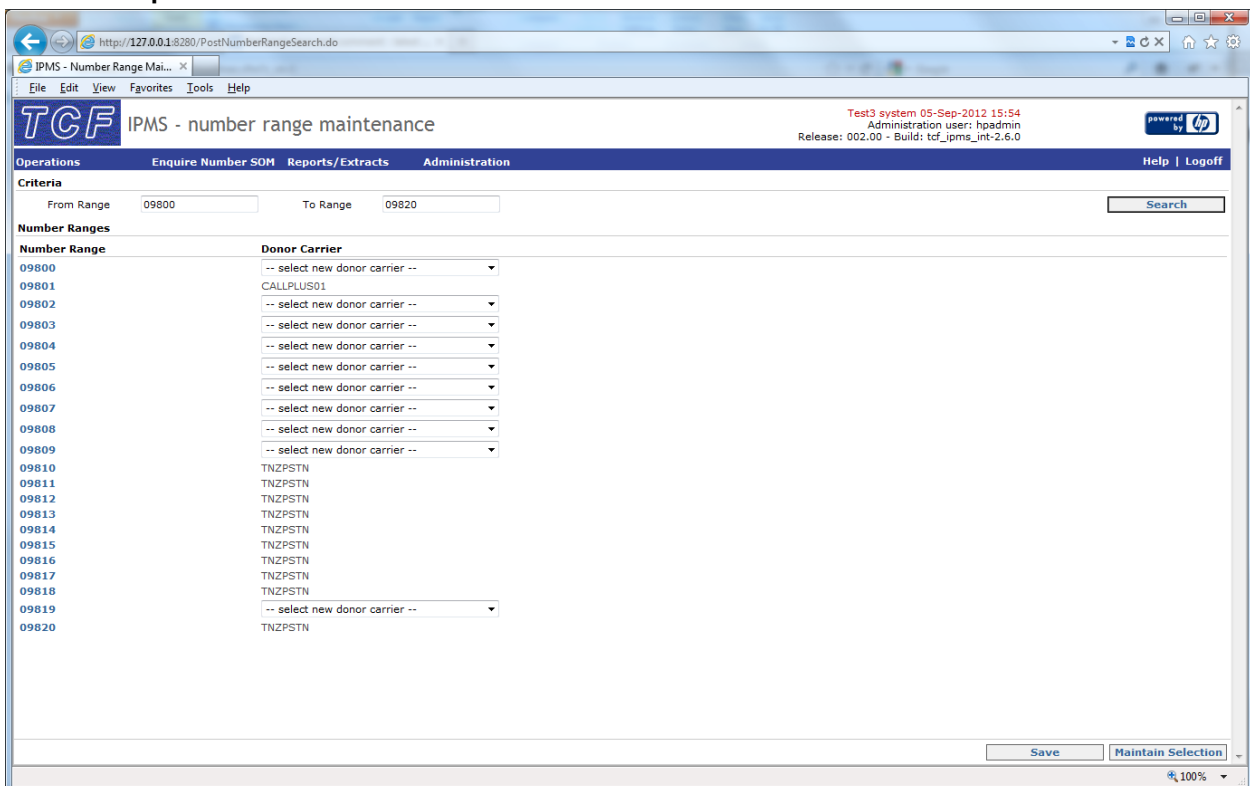 http://127.0.0.1:8280/PostNumberRangeSearch.do
IPMS - Number Range Mai...
File Edit View Favorites Tools Help
TCF IPMS - number range maintenance
Test3 system 05-Sep-2012 15:54
Administration user: hpadmin
Release: 002.00 - Build: tcf_ipms_int-2.6.0
powered by hp
Operations Enquire Number SOM Reports/Extracts Administration Help | Logoff
Criteria
From Range 09800 To Range 09820 Search
Number Ranges
Number Range Donor Carrier
09800 -- select new donor carrier --
09801 CALLPLUS01
09802 -- select new donor carrier --
09803 -- select new donor carrier --
09804 -- select new donor carrier --
09805 -- select new donor carrier --
09806 -- select new donor carrier --
09807 -- select new donor carrier --
09808 -- select new donor carrier --
09809 -- select new donor carrier --
09810 TNZPSTN
09811 TNZPSTN
09812 TNZPSTN
09813 TNZPSTN
09814 TNZPSTN
09815 TNZPSTN
09816 TNZPSTN
09817 TNZPSTN
09818 TNZPSTN
09819 -- select new donor carrier --
09820 TNZPSTN
Save Maintain Selection
100%